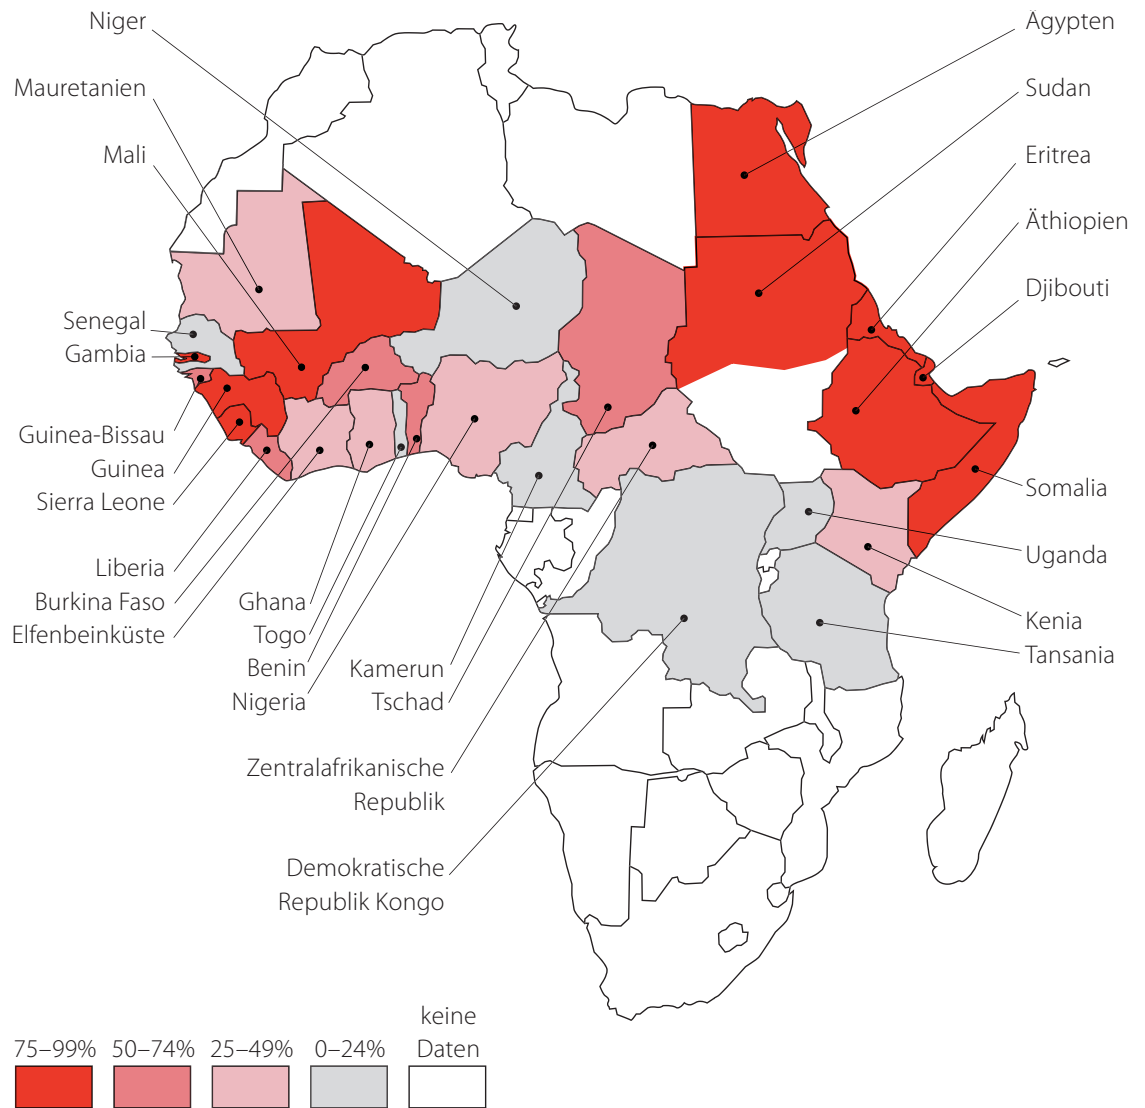 Niger
Mauretanien
Mali
Senegal
Gambia
Guinea-Bissau
Guinea
Sierra Leone
Liberia
Burkina Faso
Elfenbeinküste
Ghana
Togo
Benin
Nigeria
Kamerun
Tschad
Zentralafrikanische
Republik
Demokratische
Republik Kongo
Ägypten
Sudan
Eritrea
Äthiopien
Djibouti
Somalia
Uganda
Kenia
Tansania
75–99%
50–74%
25–49%
0–24%
keine
Daten